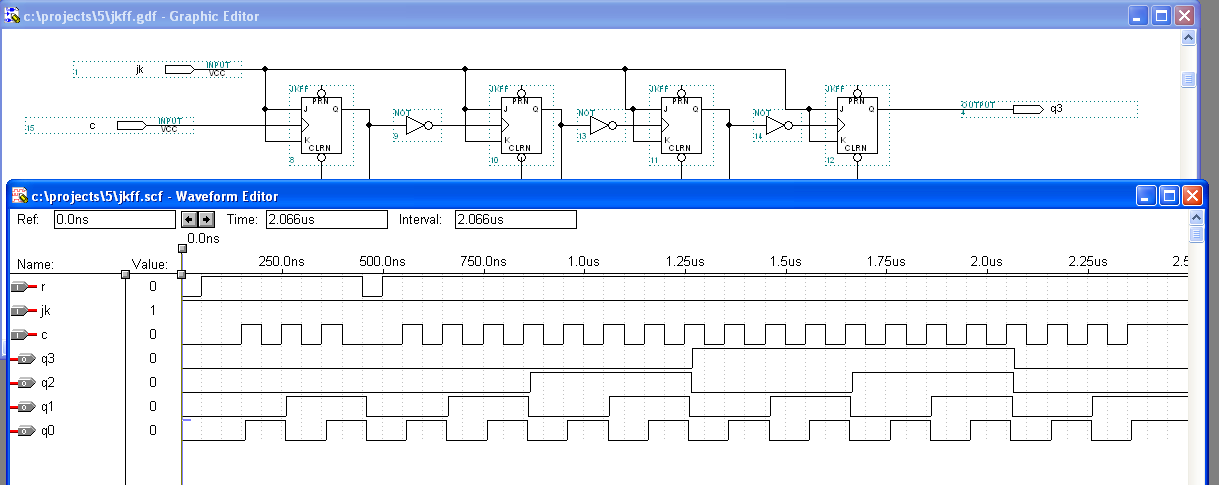 c:\projects\5\jkff.gdf - Graphic Editor
1 jk INPUT VCC
15 c INPUT VCC
JKFF PRN J Q K CLRN 8
NOT 9
JKFF PRN J Q K CLRN 10
NOT 13
JKFF PRN J Q K CLRN 11
NOT 14
JKFF PRN J Q K CLRN 12
OUTPUT 4 q3
c:\projects\5\jkff.scf - Waveform Editor
Ref: 0.0ns Time: 2.066us Interval: 2.066us
0.0ns
Name: Value: 250.0ns 500.0ns 750.0ns 1.0us 1.25us 1.5us 1.75us 2.0us 2.25us 2.5
r 0
jk 1
c 0
q3 0
q2 0
q1 0
q0 0